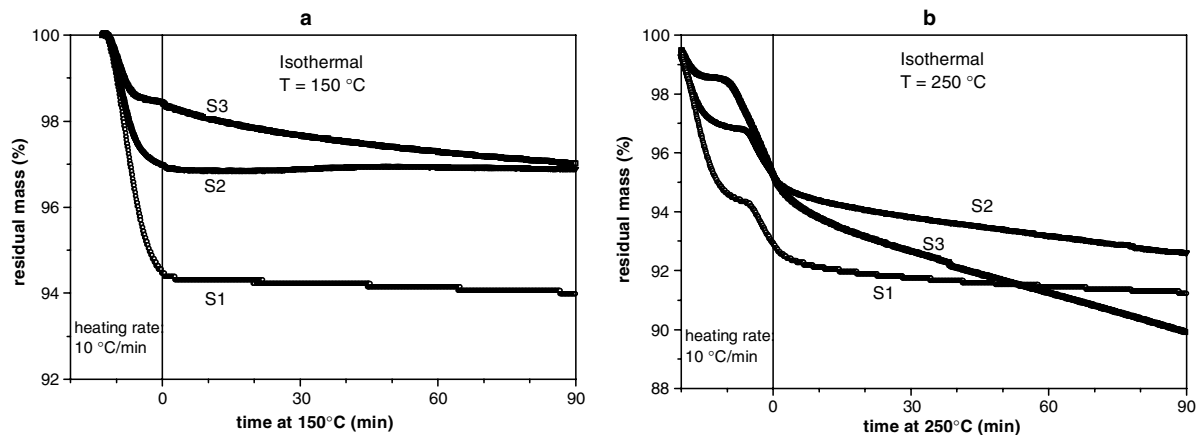 a
100
98
96
94
92
residual mass (%)
Isothermal
T = 150 °C
S3
S2
S1
heating rate:
10 °C/min
0
30
60
90
time at 150°C (min)
b
100
98
96
94
92
90
88
residual mass (%)
Isothermal
T = 250 °C
S2
S3
S1
heating rate:
10 °C/min
0
30
60
90
time at 250°C (min)